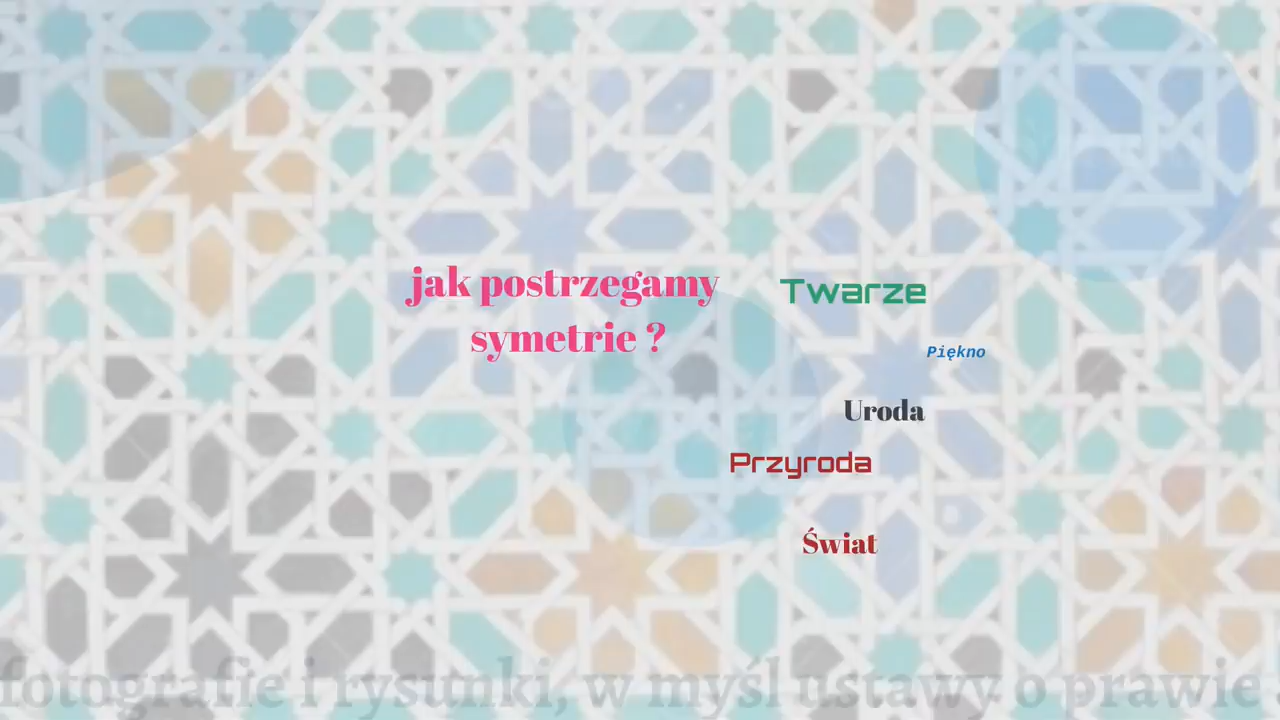 jak postrzegamy
symetrie ?
Twarze
Piękno
Uroda
Przyroda
Świat
fotografie i rysunki, w myśl ustawy o prawie